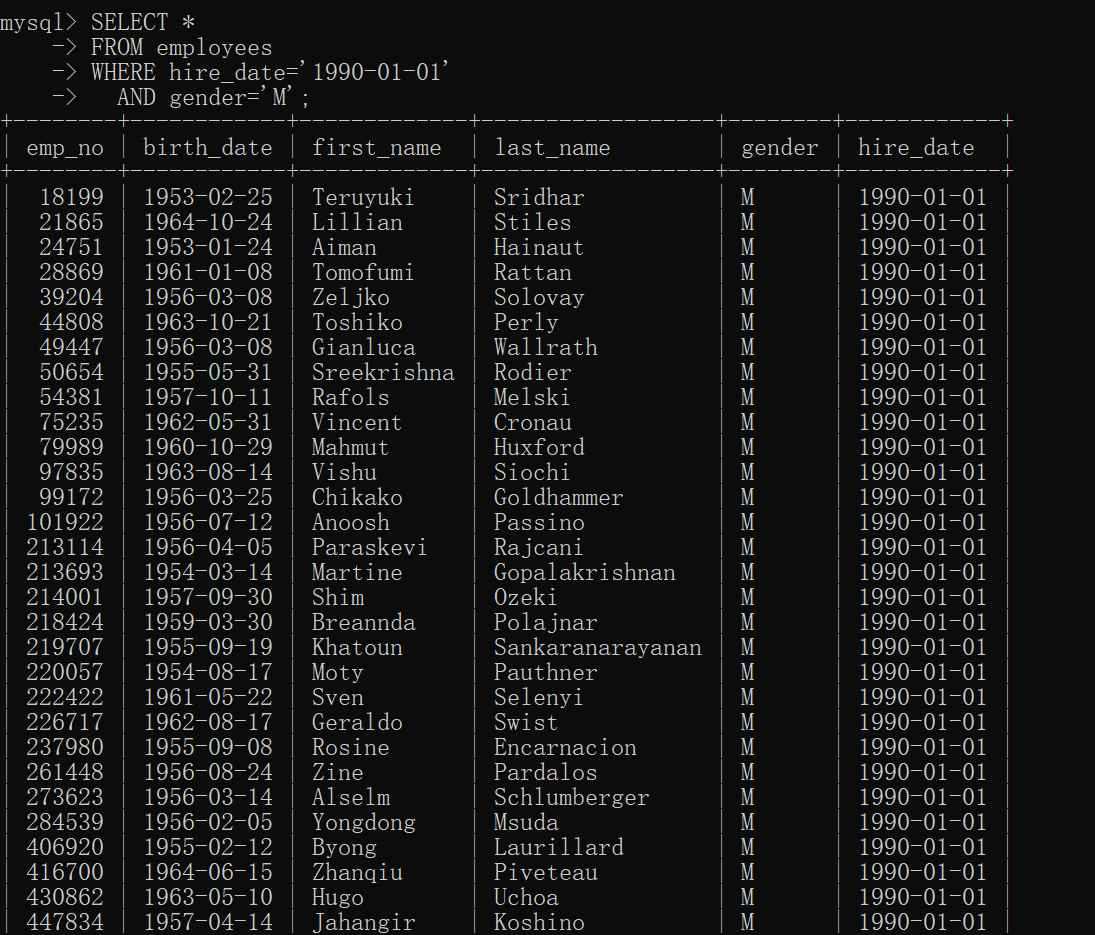 mysql> SELECT *
    -> FROM employees
    -> WHERE hire_date='1990-01-01'
    ->   AND gender='M';
+--------+------------+-------------+------------------+--------+------------+
| emp_no | birth_date | first_name | last_name | gender | hire_date |
+--------+------------+-------------+------------------+--------+------------+
| 18199 | 1953-02-25 | Teruyuki | Sridhar | M | 1990-01-01 |
| 21865 | 1964-10-24 | Lillian | Stiles | M | 1990-01-01 |
| 24751 | 1953-01-24 | Aiman | Hainaut | M | 1990-01-01 |
| 28869 | 1961-01-08 | Tomofumi | Rattan | M | 1990-01-01 |
| 39204 | 1956-03-08 | Zeljko | Solovay | M | 1990-01-01 |
| 44808 | 1963-10-21 | Toshiko | Perly | M | 1990-01-01 |
| 49447 | 1956-03-08 | Gianluca | Wallrath | M | 1990-01-01 |
| 50654 | 1955-05-31 | Sreekrishna | Rodier | M | 1990-01-01 |
| 54381 | 1957-10-11 | Rafols | Melski | M | 1990-01-01 |
| 75235 | 1962-05-31 | Vincent | Cronau | M | 1990-01-01 |
| 79989 | 1960-10-29 | Mahmut | Huxford | M | 1990-01-01 |
| 97835 | 1963-08-14 | Vishu | Siochi | M | 1990-01-01 |
| 99172 | 1956-03-25 | Chikako | Goldhammer | M | 1990-01-01 |
| 101922 | 1956-07-12 | Anoosh | Passino | M | 1990-01-01 |
| 213114 | 1956-04-05 | Paraskevi | Rajcani | M | 1990-01-01 |
| 213693 | 1954-03-14 | Martine | Gopalakrishnan | M | 1990-01-01 |
| 214001 | 1957-09-30 | Shim | Ozeki | M | 1990-01-01 |
| 218424 | 1959-03-30 | Breannda | Polajnar | M | 1990-01-01 |
| 219707 | 1955-09-19 | Khatoun | Sankaranarayanan | M | 1990-01-01 |
| 220057 | 1954-08-17 | Moty | Pauthner | M | 1990-01-01 |
| 222422 | 1961-05-22 | Sven | Selenyi | M | 1990-01-01 |
| 226717 | 1962-08-17 | Geraldo | Swist | M | 1990-01-01 |
| 237980 | 1955-09-08 | Rosine | Encarnacion | M | 1990-01-01 |
| 261448 | 1956-08-24 | Zine | Pardalos | M | 1990-01-01 |
| 273623 | 1956-03-14 | Alselm | Schlumberger | M | 1990-01-01 |
| 284539 | 1956-02-05 | Yongdong | Msuda | M | 1990-01-01 |
| 406920 | 1955-02-12 | Byong | Laurillard | M | 1990-01-01 |
| 416700 | 1964-06-15 | Zhanqiu | Piveteau | M | 1990-01-01 |
| 430862 | 1963-05-10 | Hugo | Uchoa | M | 1990-01-01 |
| 447834 | 1957-04-14 | Jahangir | Koshino | M | 1990-01-01 |